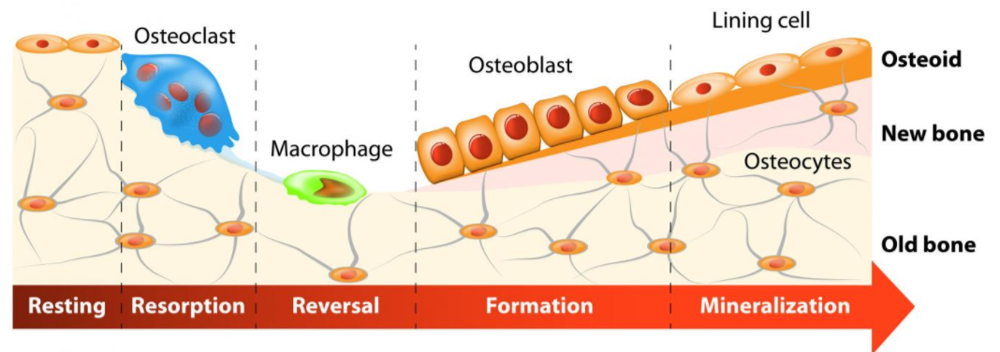 Lining cell
Osteoclast
Osteoblast
Osteoid
Macrophage
New bone
Osteocytes
Old bone
Resting
Resorption
Reversal
Formation
Mineralization